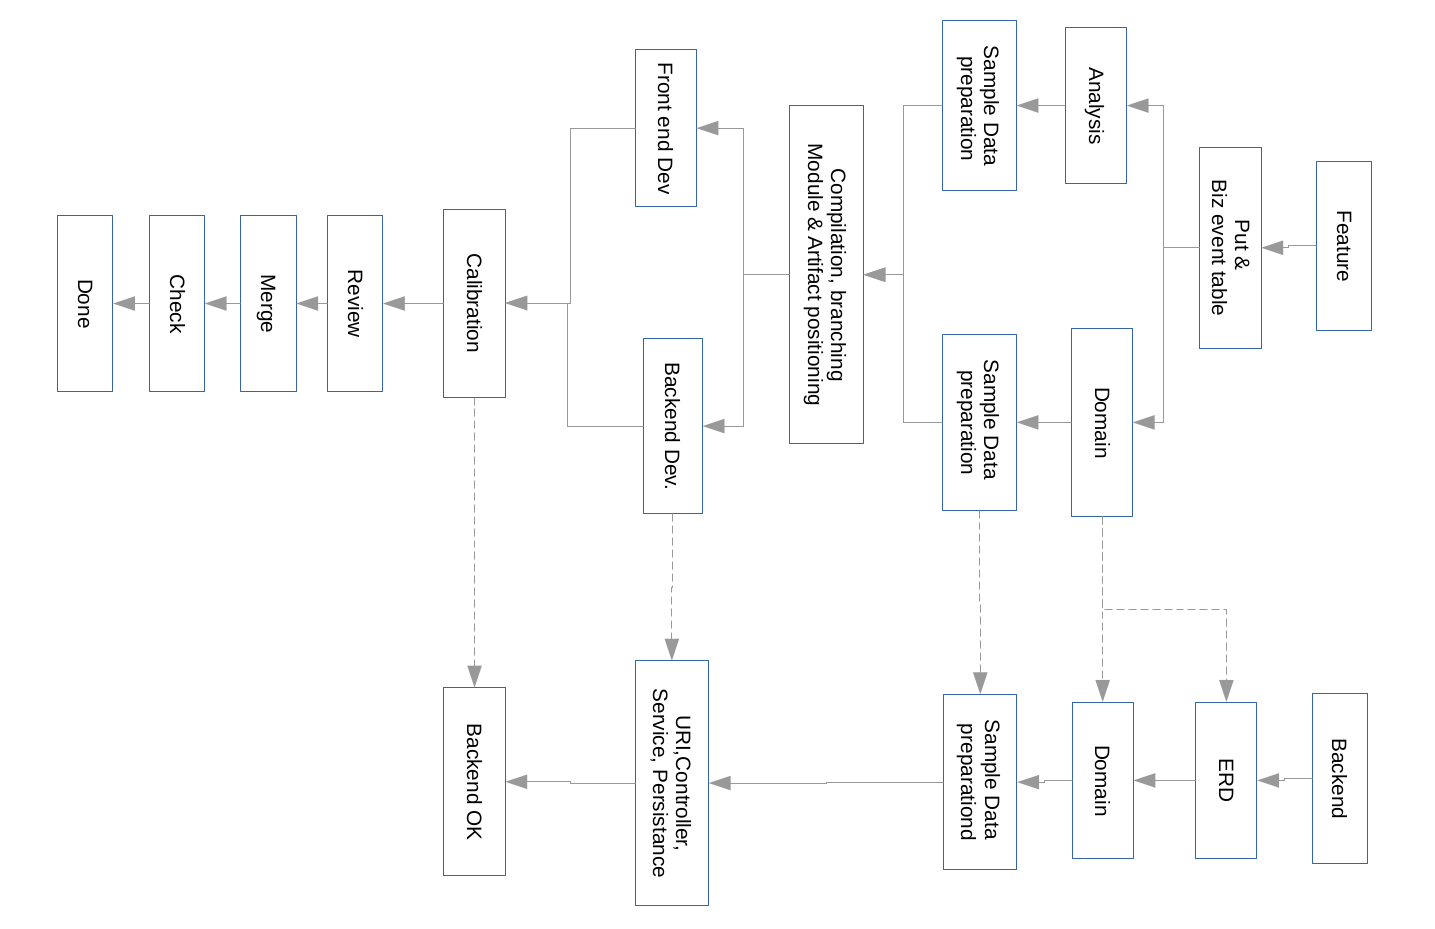 Feature
Put &
Biz event table
Analysis
Sample Data
preparation
Domain
Sample Data
preparation
Compilation, branching
Module & Artifact positioning
Front end Dev
Backend Dev.
Calibration
Review
Merge
Check
Done
Backend
ERD
Domain
Sample Data
preparationd
URI,Controller,
Service, Persistance
Backend OK